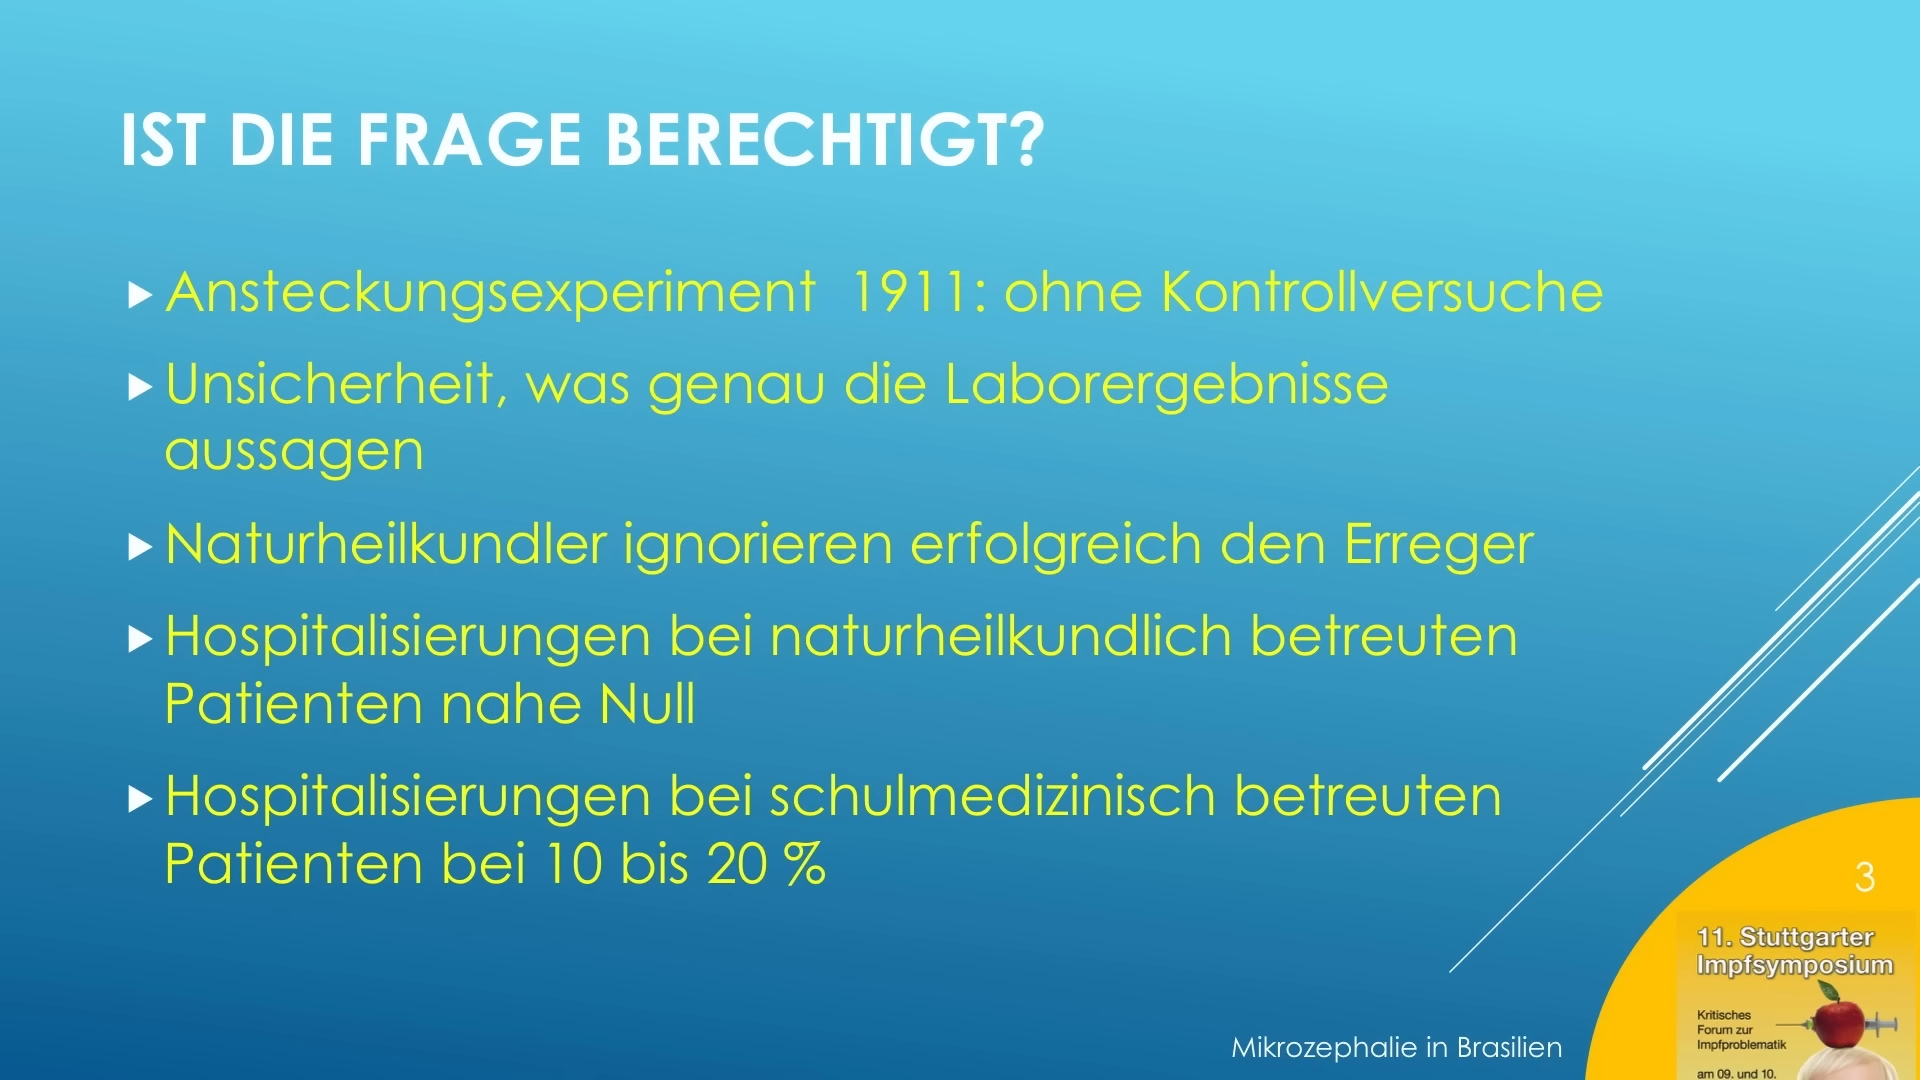 IST DIE FRAGE BERECHTIGT?
Ansteckungsexperiment 1911: ohne Kontrollversuche
Unsicherheit, was genau die Laborergebnisse
aussagen
Naturheilkundler ignorieren erfolgreich den Erreger
Hospitalisierungen bei naturheilkundlich betreuten
Patienten nahe Null
Hospitalisierungen bei schulmedizinisch betreuten
Patienten bei 10 bis 20 %
3
11. Stuttgarter
Impfsymposium
Kritisches
Forum zur
Impfproblematik
am 09. und 10.
Mikrozephalie in Brasilien